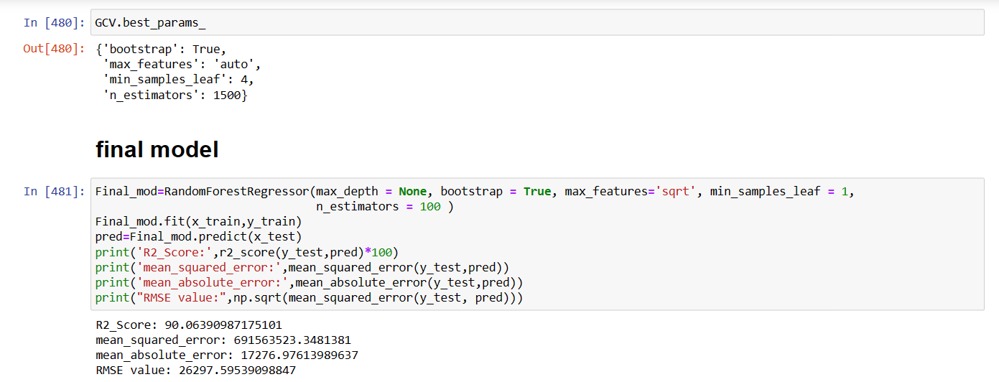 In [480]: GCV.best_params_
Out[480]: {'bootstrap': True,
'max_features': 'auto',
'min_samples_leaf': 4,
'n_estimators': 1500}
final model
In [481]: Final_mod=RandomForestRegressor(max_depth = None, bootstrap = True, max_features='sqrt', min_samples_leaf = 1,
n_estimators = 100 )
Final_mod.fit(x_train,y_train)
pred=Final_mod.predict(x_test)
print('R2_Score:',r2_score(y_test,pred)*100)
print('mean_squared_error:',mean_squared_error(y_test,pred))
print('mean_absolute_error:',mean_absolute_error(y_test,pred))
print("RMSE value:",np.sqrt(mean_squared_error(y_test, pred)))
R2_Score: 90.06390987175101
mean_squared_error: 691563523.3481381
mean_absolute_error: 17276.97613989637
RMSE value: 26297.59539098847